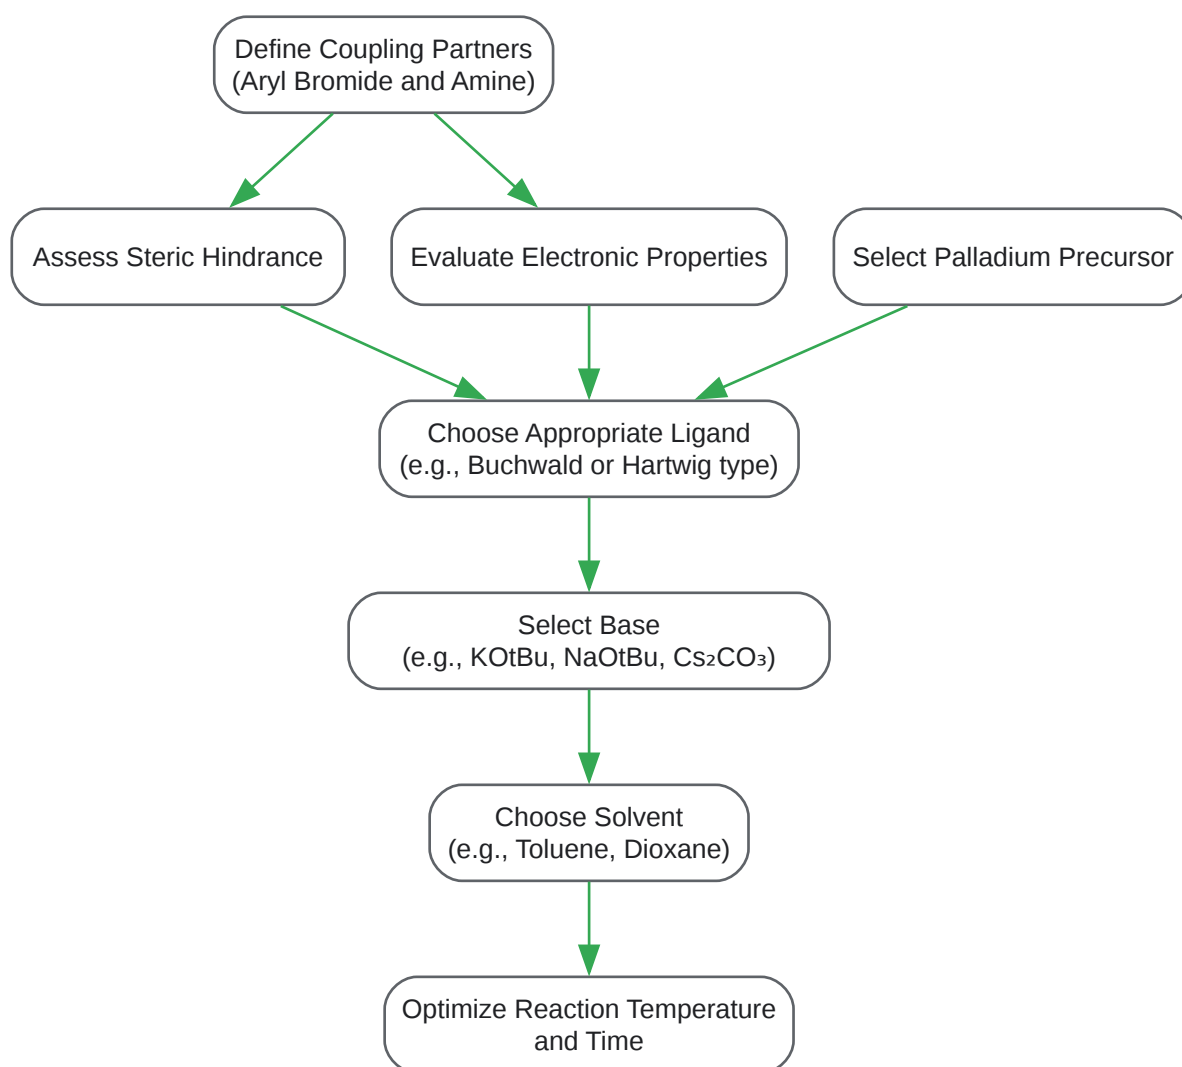 Define Coupling Partners
(Aryl Bromide and Amine)
Assess Steric Hindrance
Evaluate Electronic Properties
Select Palladium Precursor
Choose Appropriate Ligand
(e.g., Buchwald or Hartwig type)
Select Base
(e.g., KOtBu, NaOtBu, Cs₂CO₃)
Choose Solvent
(e.g., Toluene, Dioxane)
Optimize Reaction Temperature
and Time